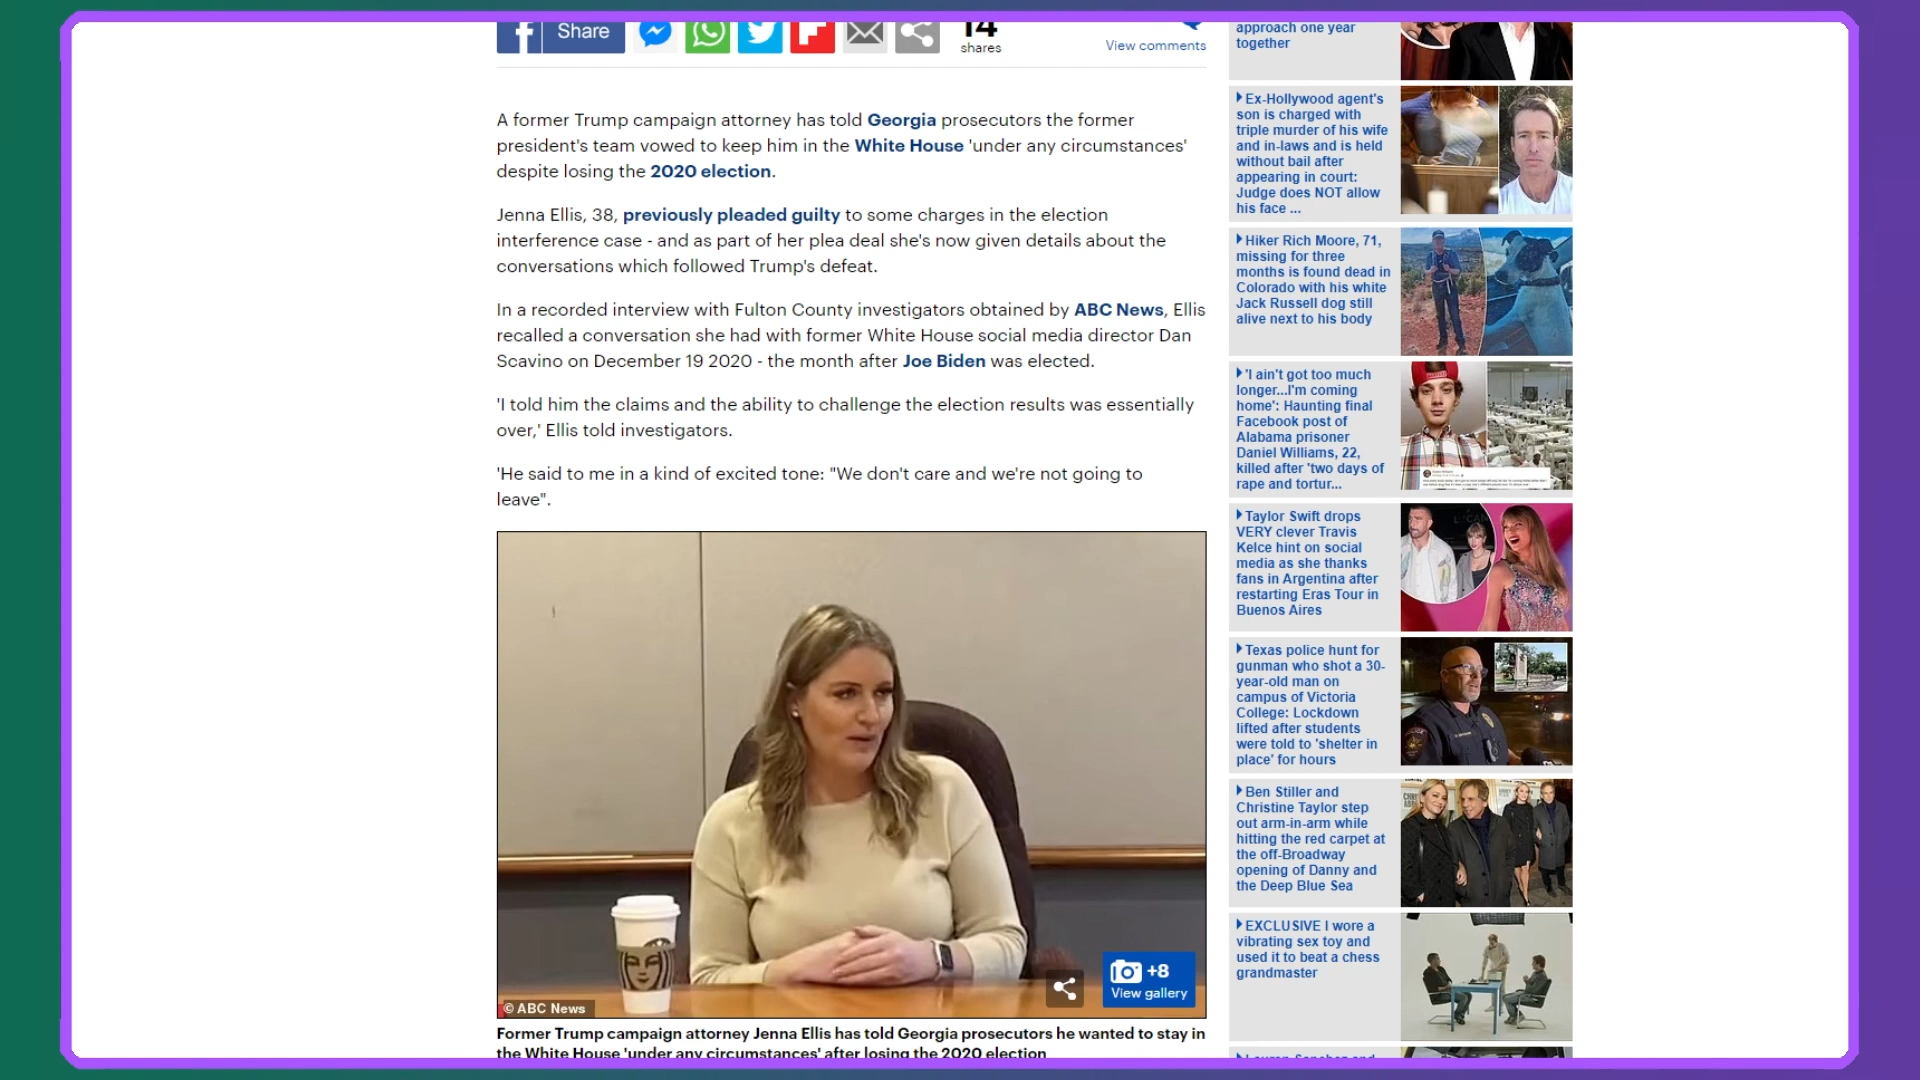 Share
14
shares
View comments
A former Trump campaign attorney has told Georgia prosecutors the former
president's team vowed to keep him in the White House 'under any circumstances'
despite losing the 2020 election.
Jenna Ellis, 38, previously pleaded guilty to some charges in the election
interference case - and as part of her plea deal she's now given details about the
conversations which followed Trump's defeat.
In a recorded interview with Fulton County investigators obtained by ABC News, Ellis
recalled a conversation she had with former White House social media director Dan
Scavino on December 19 2020 - the month after Joe Biden was elected.
'I told him the claims and the ability to challenge the election results was essentially
over,' Ellis told investigators.
'He said to me in a kind of excited tone: "We don't care and we're not going to
leave".
+8
View gallery
© ABC News
Former Trump campaign attorney Jenna Ellis has told Georgia prosecutors he wanted to stay in
the White House 'under any circumstances' after losing the 2020 election
approach one year
together
Ex-Hollywood agent's
son is charged with
triple murder of his wife
and in-laws and is held
without bail after
appearing in court:
Judge does NOT allow
his face ...
Hiker Rich Moore, 71,
missing for three
months is found dead in
Colorado with his white
Jack Russell dog still
alive next to his body
'I ain't got too much
longer...I'm coming
home': Haunting final
Facebook post of
Alabama prisoner
Daniel Williams, 22,
killed after 'two days of
rape and tortur...
Taylor Swift drops
VERY clever Travis
Kelce hint on social
media as she thanks
fans in Argentina after
restarting Eras Tour in
Buenos Aires
Texas police hunt for
gunman who shot a 30-
year-old man on
campus of Victoria
College: Lockdown
lifted after students
were told to 'shelter in
place' for hours
Ben Stiller and
Christine Taylor step
out arm-in-arm while
hitting the red carpet at
the off-Broadway
opening of Danny and
the Deep Blue Sea
EXCLUSIVE I wore a
vibrating sex toy and
used it to beat a chess
grandmaster